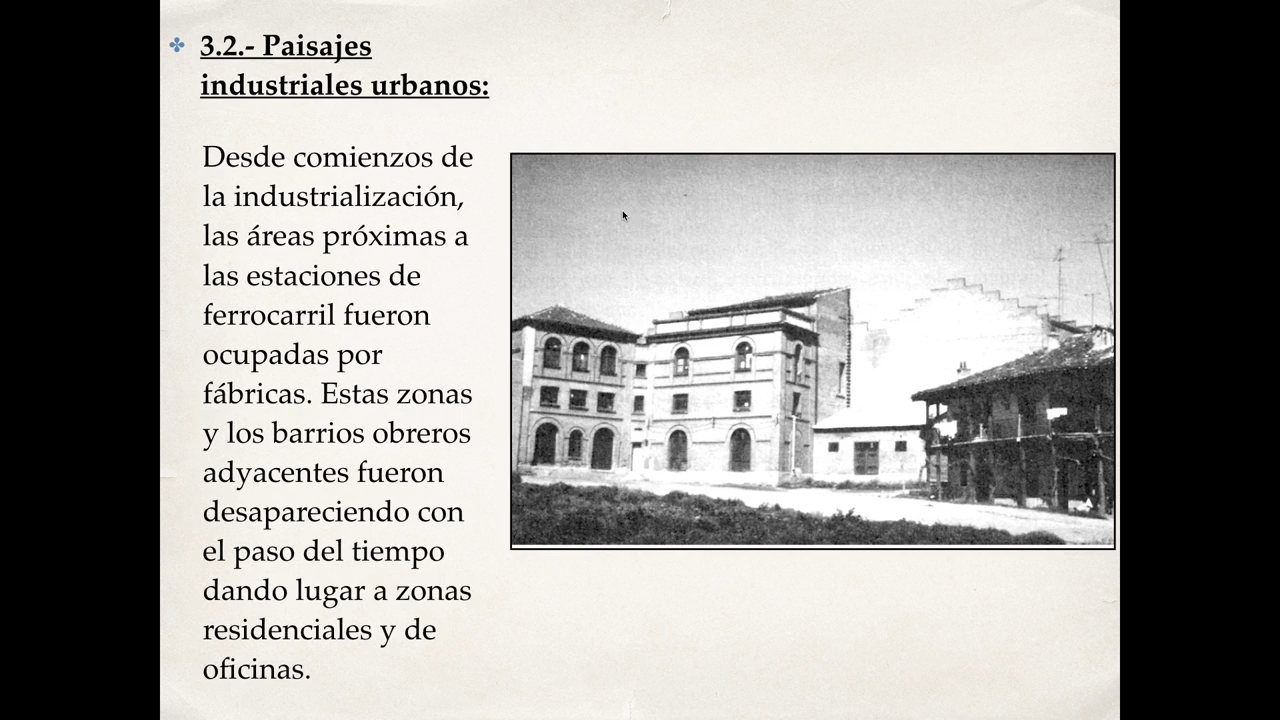 3.2.- Paisajes
industriales urbanos:
Desde comienzos de
la industrialización,
las áreas próximas a
las estaciones de
ferrocarril fueron
ocupadas por
fábricas. Estas zonas
y los barrios obreros
adyacentes fueron
desapareciendo con
el paso del tiempo
dando lugar a zonas
residenciales y de
oficinas.